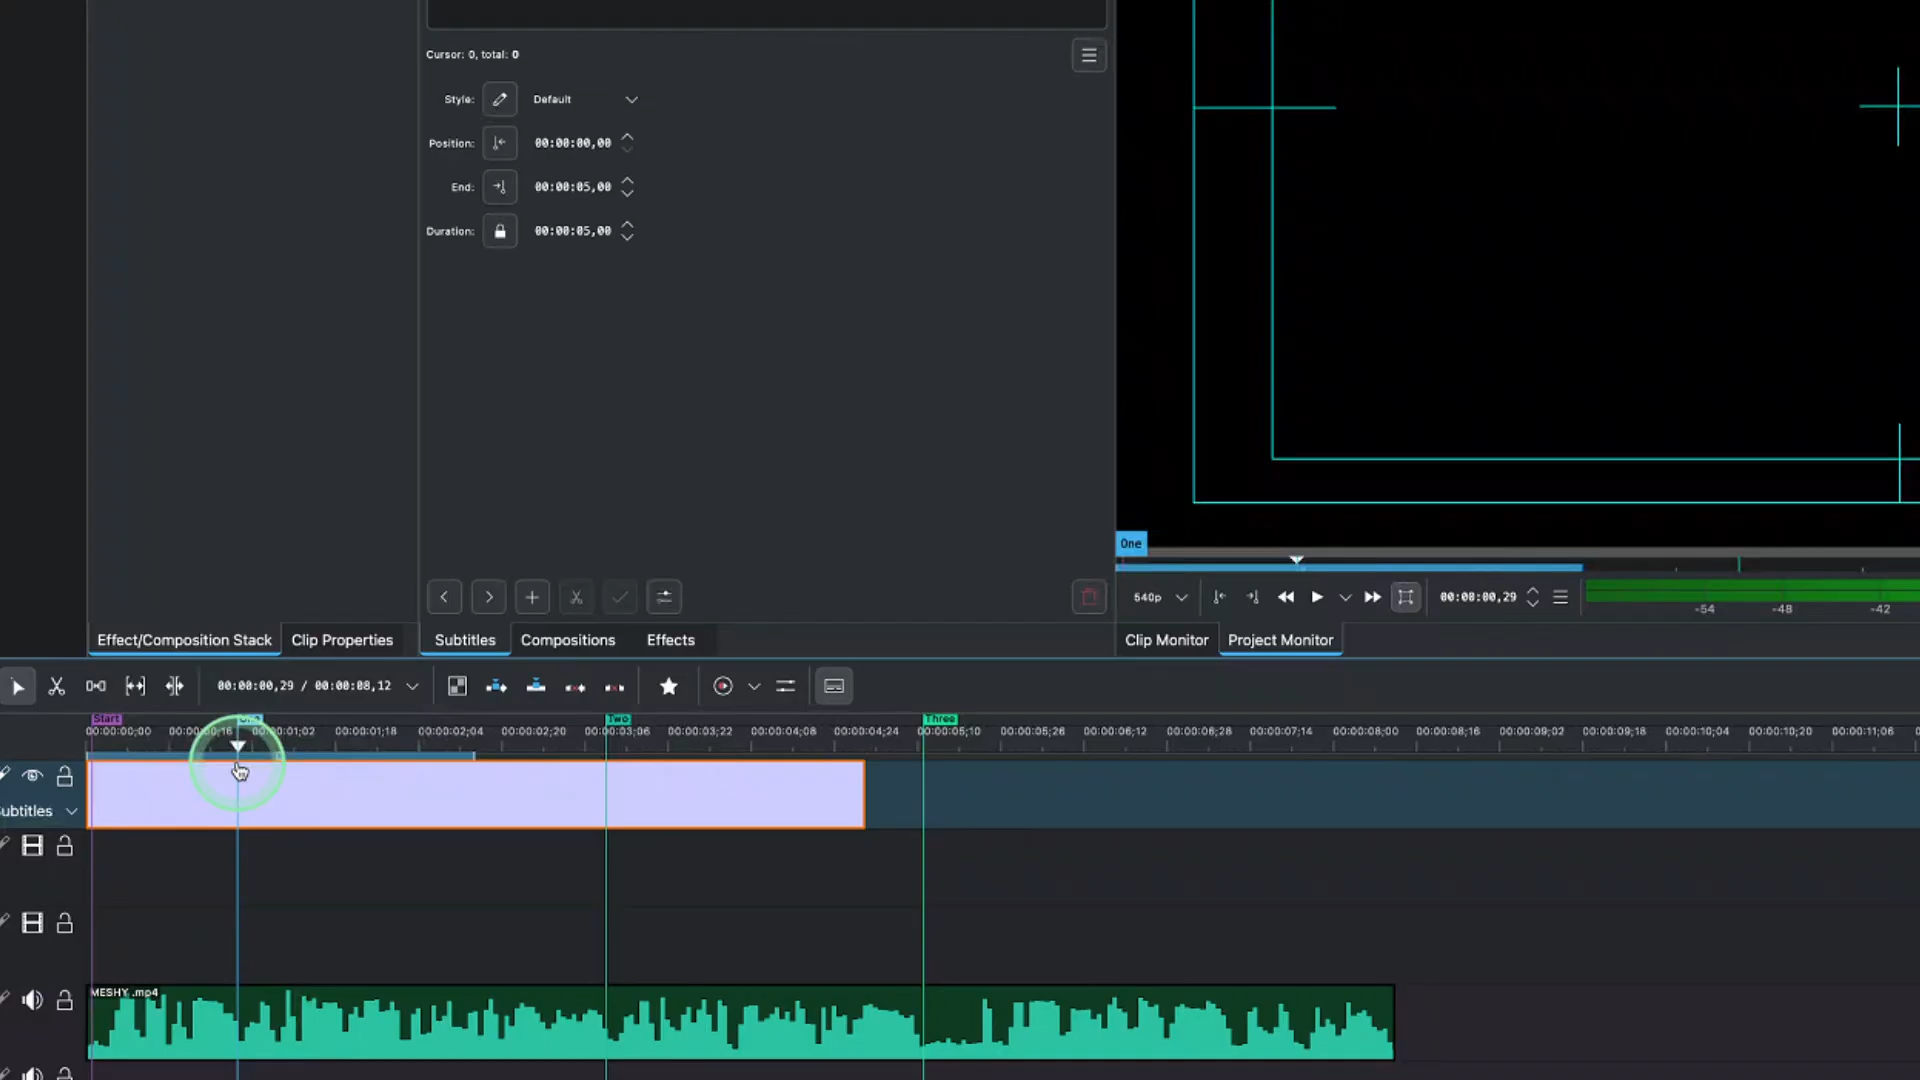 Cursor: 0, total: 0
Style: Default
Position: 00:00:00,00
End: 00:00:05,00
Duration: 00:00:05,00
One
540p 00:00:00,29 -54 -48 -42
Effect/Composition Stack Clip Properties Subtitles Compositions Effects Clip Monitor Project Monitor
00:00:00,29 / 00:00:08,12
Start Two Three
00:00:00;00 00:00:00;16 00:00:01;02 00:00:01;18 00:00:02;04 00:00:02;20 00:00:03;06 00:00:03;22 00:00:04;08 00:00:04;24 00:00:05;10 00:00:05;26 00:00:06;12 00:00:06;28 00:00:07;14 00:00:08;00 00:00:08;16 00:00:09;02 00:00:09;18 00:00:10;04 00:00:10;20 00:00:11;06
ubtitles
MESHY .mp4